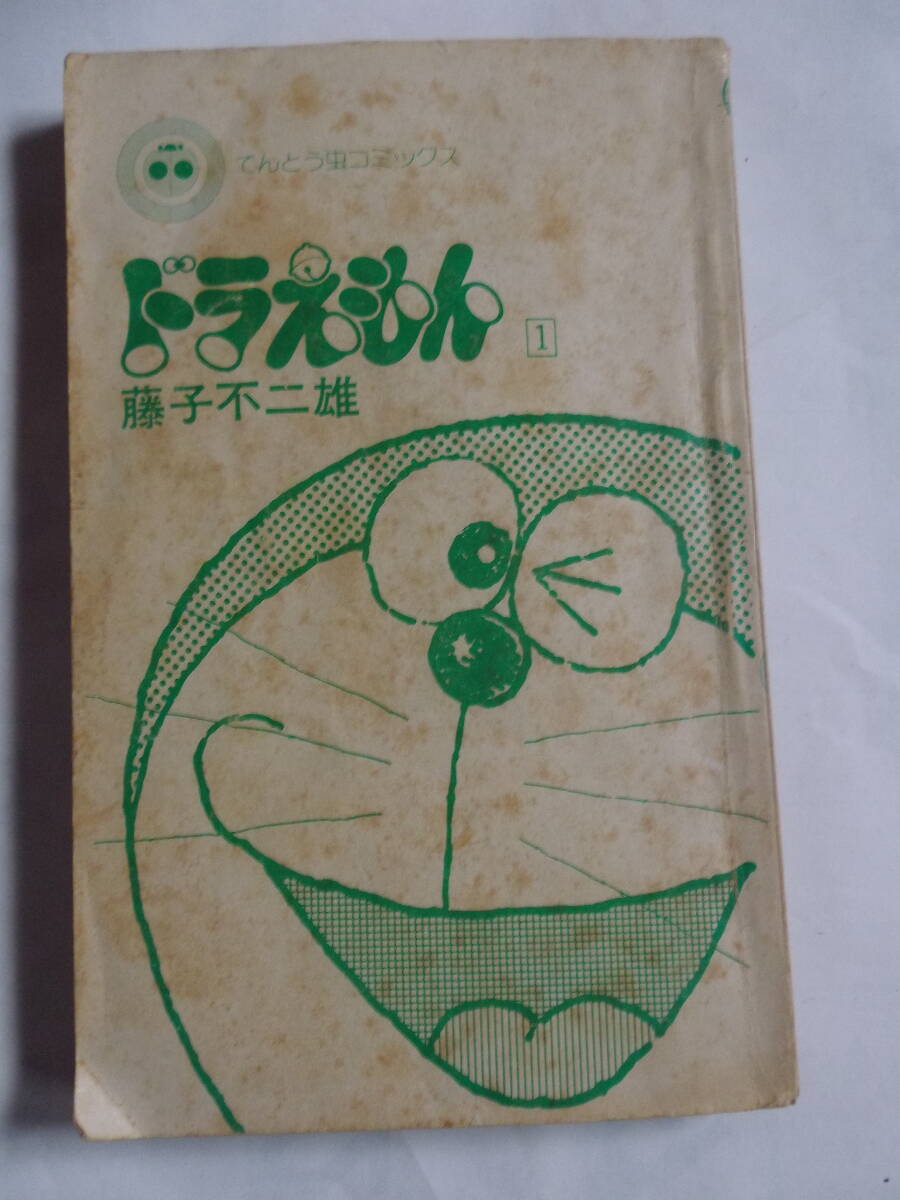 てんとう虫コミックス
ドラえもん 1
藤子不二雄